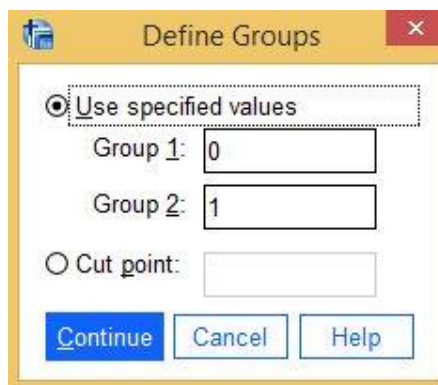 Define Groups
Use specified values
Group 1: 0
Group 2: 1
Cut point:
Continue Cancel Help